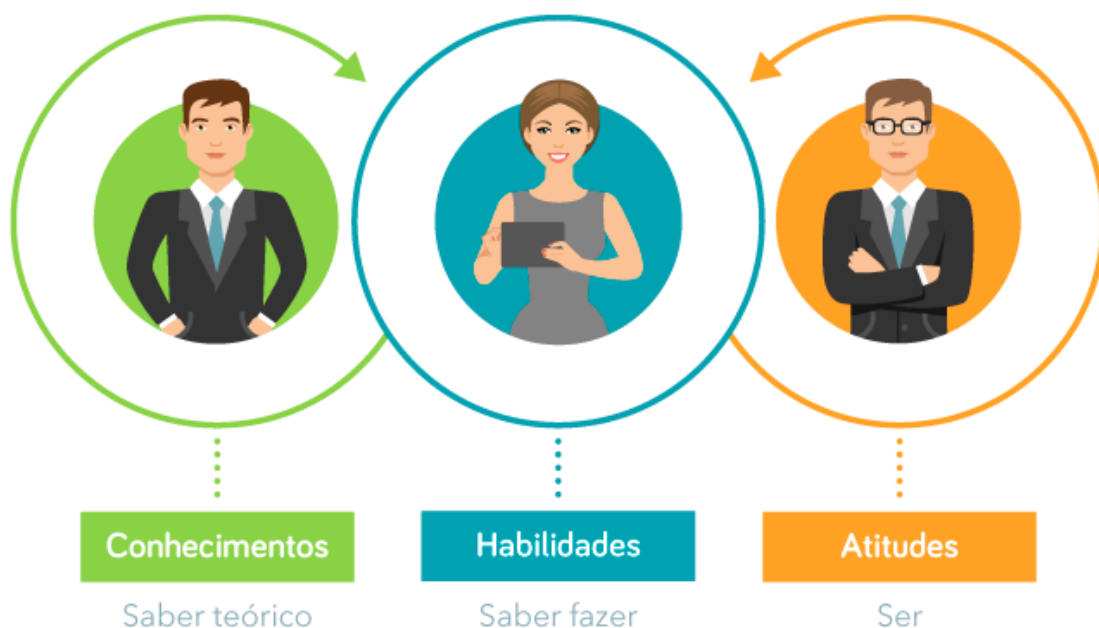 Conhecimentos
Habilidades
Atitudes
Saber teórico
Saber fazer
Ser